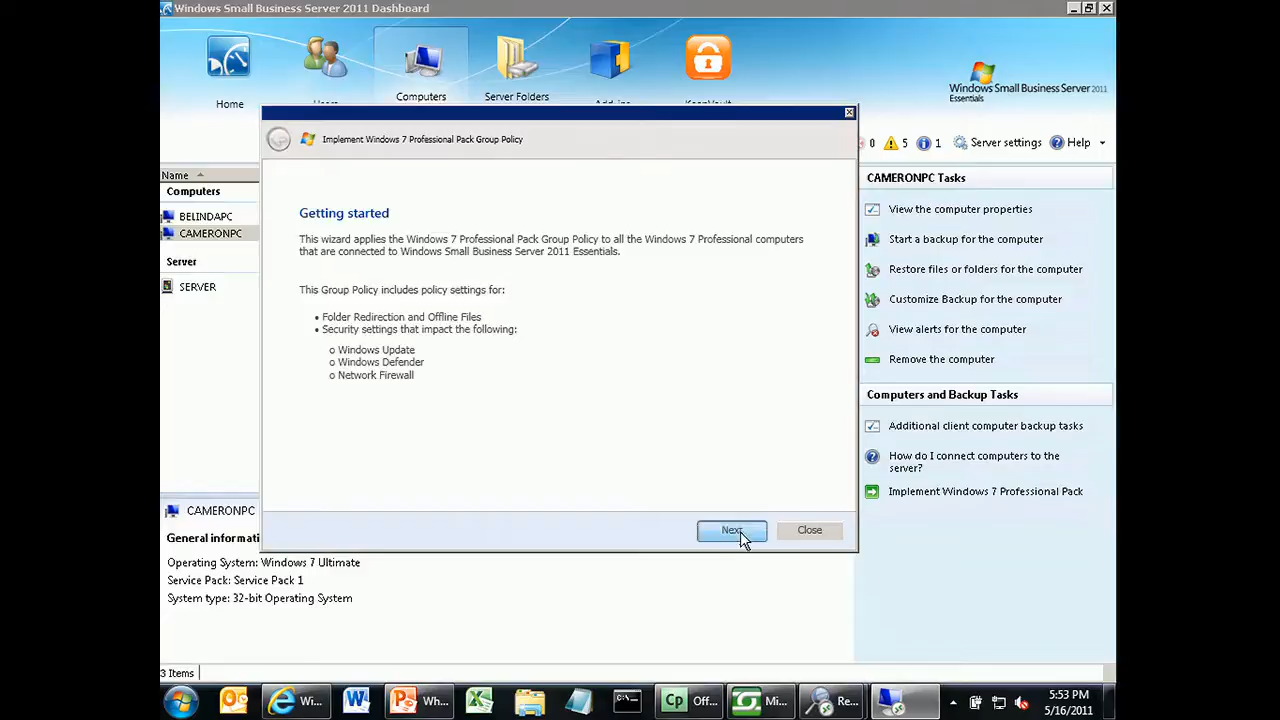 Windows Small Business Server 2011 Dashboard
Home
Computers
Server Folders
Windows Small Business Server 2011
Essentials
Implement Windows 7 Professional Pack Group Policy
0 5 1 Server settings Help
Name
Computers
BELINDAPC
CAMERONPC
Server
SERVER
Getting started
This wizard applies the Windows 7 Professional Pack Group Policy to all the Windows 7 Professional computers
that are connected to Windows Small Business Server 2011 Essentials.
This Group Policy includes policy settings for:
• Folder Redirection and Offline Files
• Security settings that impact the following:
o Windows Update
o Windows Defender
o Network Firewall
Next
Close
CAMERONPC Tasks
View the computer properties
Start a backup for the computer
Restore files or folders for the computer
Customize Backup for the computer
View alerts for the computer
Remove the computer
Computers and Backup Tasks
Additional client computer backup tasks
How do I connect computers to the
server?
Implement Windows 7 Professional Pack
CAMERONPC
General informati
Operating System: Windows 7 Ultimate
Service Pack: Service Pack 1
System type: 32-bit Operating System
3 Items
Wi...
Wh...
Cp Off...
Mi...
Re...
5:53 PM
5/16/2011